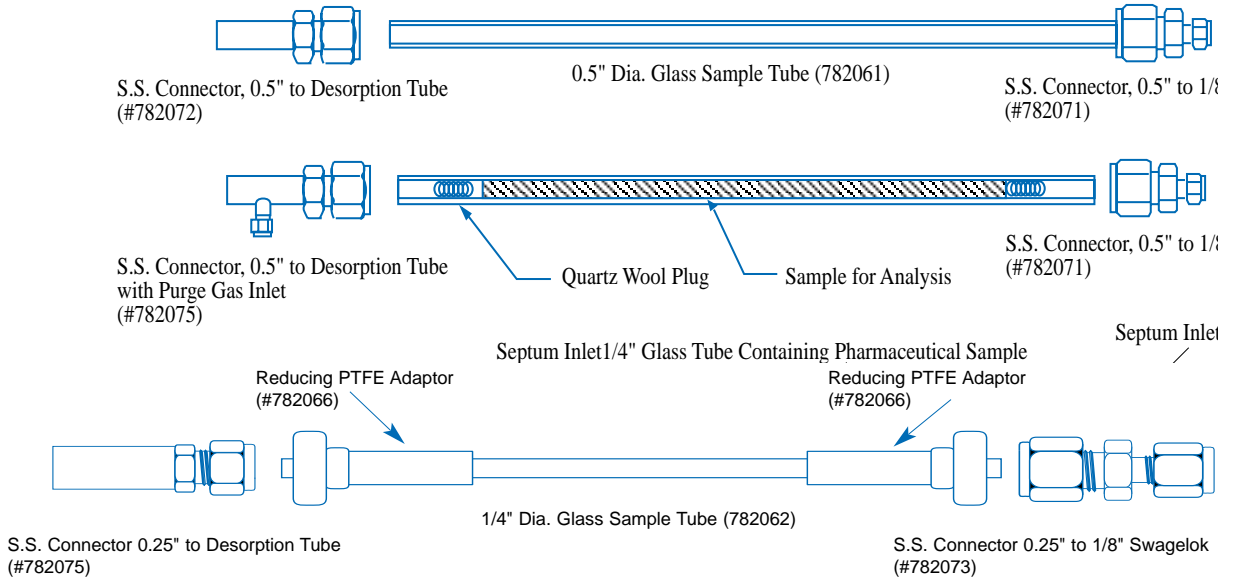 0.5" Dia. Glass Sample Tube (782061)
S.S. Connector, 0.5" to Desorption Tube
(#782072)
S.S. Connector, 0.5" to 1/8
(#782071)
S.S. Connector, 0.5" to Desorption Tube
with Purge Gas Inlet
(#782075)
Quartz Wool Plug
Sample for Analysis
S.S. Connector, 0.5" to 1/8
(#782071)
Septum Inlet
Septum Inlet1/4" Glass Tube Containing Pharmaceutical Sample
Reducing PTFE Adaptor
(#782066)
Reducing PTFE Adaptor
(#782066)
1/4" Dia. Glass Sample Tube (782062)
S.S. Connector 0.25" to Desorption Tube
(#782075)
S.S. Connector 0.25" to 1/8" Swagelok
(#782073)